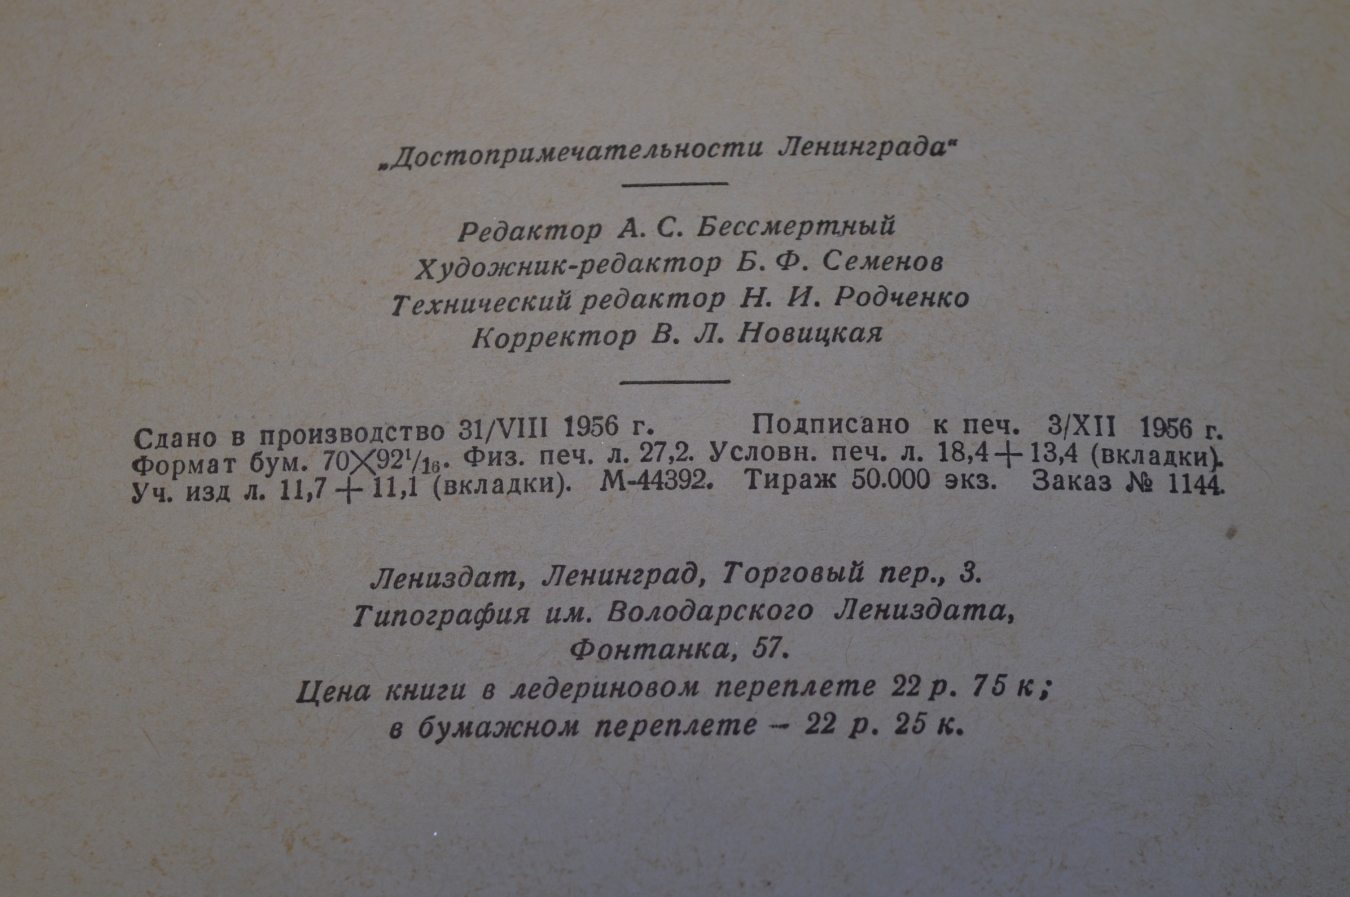 „Достопримечательности Ленинграда“
Редактор А. С. Бессмертный
Художник-редактор Б. Ф. Семенов
Технический редактор Н. И. Родченко
Корректор В. Л. Новицкая
Сдано в производство 31/VIII 1956 г. Подписано к печ. 3/XII 1956 г.
Формат бум. 70×92¹/₁₆. Физ. печ. л. 27,2. Условн. печ. л. 18,4+13,4 (вкладки).
Уч. изд л. 11,7+11,1 (вкладки). М-44392. Тираж 50.000 экз. Заказ № 1144.
Лениздат, Ленинград, Торговый пер., 3.
Типография им. Володарского Лениздата,
Фонтанка, 57.
Цена книги в ледериновом переплете 22 р. 75 к;
в бумажном переплете – 22 р. 25 к.